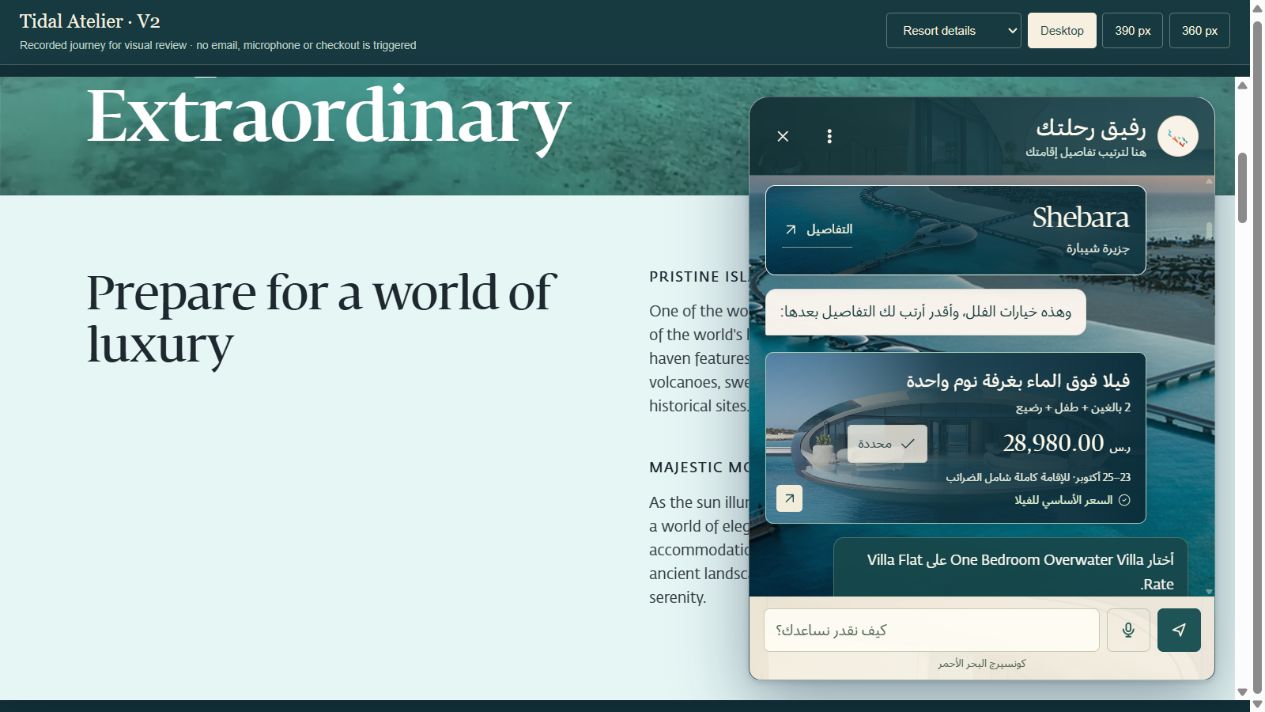 Tidal Atelier · V2
Recorded journey for visual review · no email, microphone or checkout is triggered
Resort details
Desktop
390 px
360 px
Extraordinary
Prepare for a world of
luxury
PRISTINE ISL
One of the wo
of the world's
haven features
volcanoes, swe
historical sites.
MAJESTIC MO
As the sun illur
a world of eleg
accommodatio
ancient landsc
serenity.
رفيق رحلتك
هنا لترتيب تفاصيل إقامتك
Shebara
جزيرة شيبارة
التفاصيل
وهذه خيارات الفلل، وأقدر أرتب لك التفاصيل بعدها:
فيلا فوق الماء بغرفة نوم واحدة
2 بالغين + طفل + رضيع
ر.س 28,980.00
محددة
23–25 أكتوبر· للإقامة كاملة شامل الضرائب
السعر الأساسي للفيلا
أختار One Bedroom Overwater Villa على Villa Flat
Rate.
كيف نقدر نساعدك؟
كونسيرج البحر الأحمر